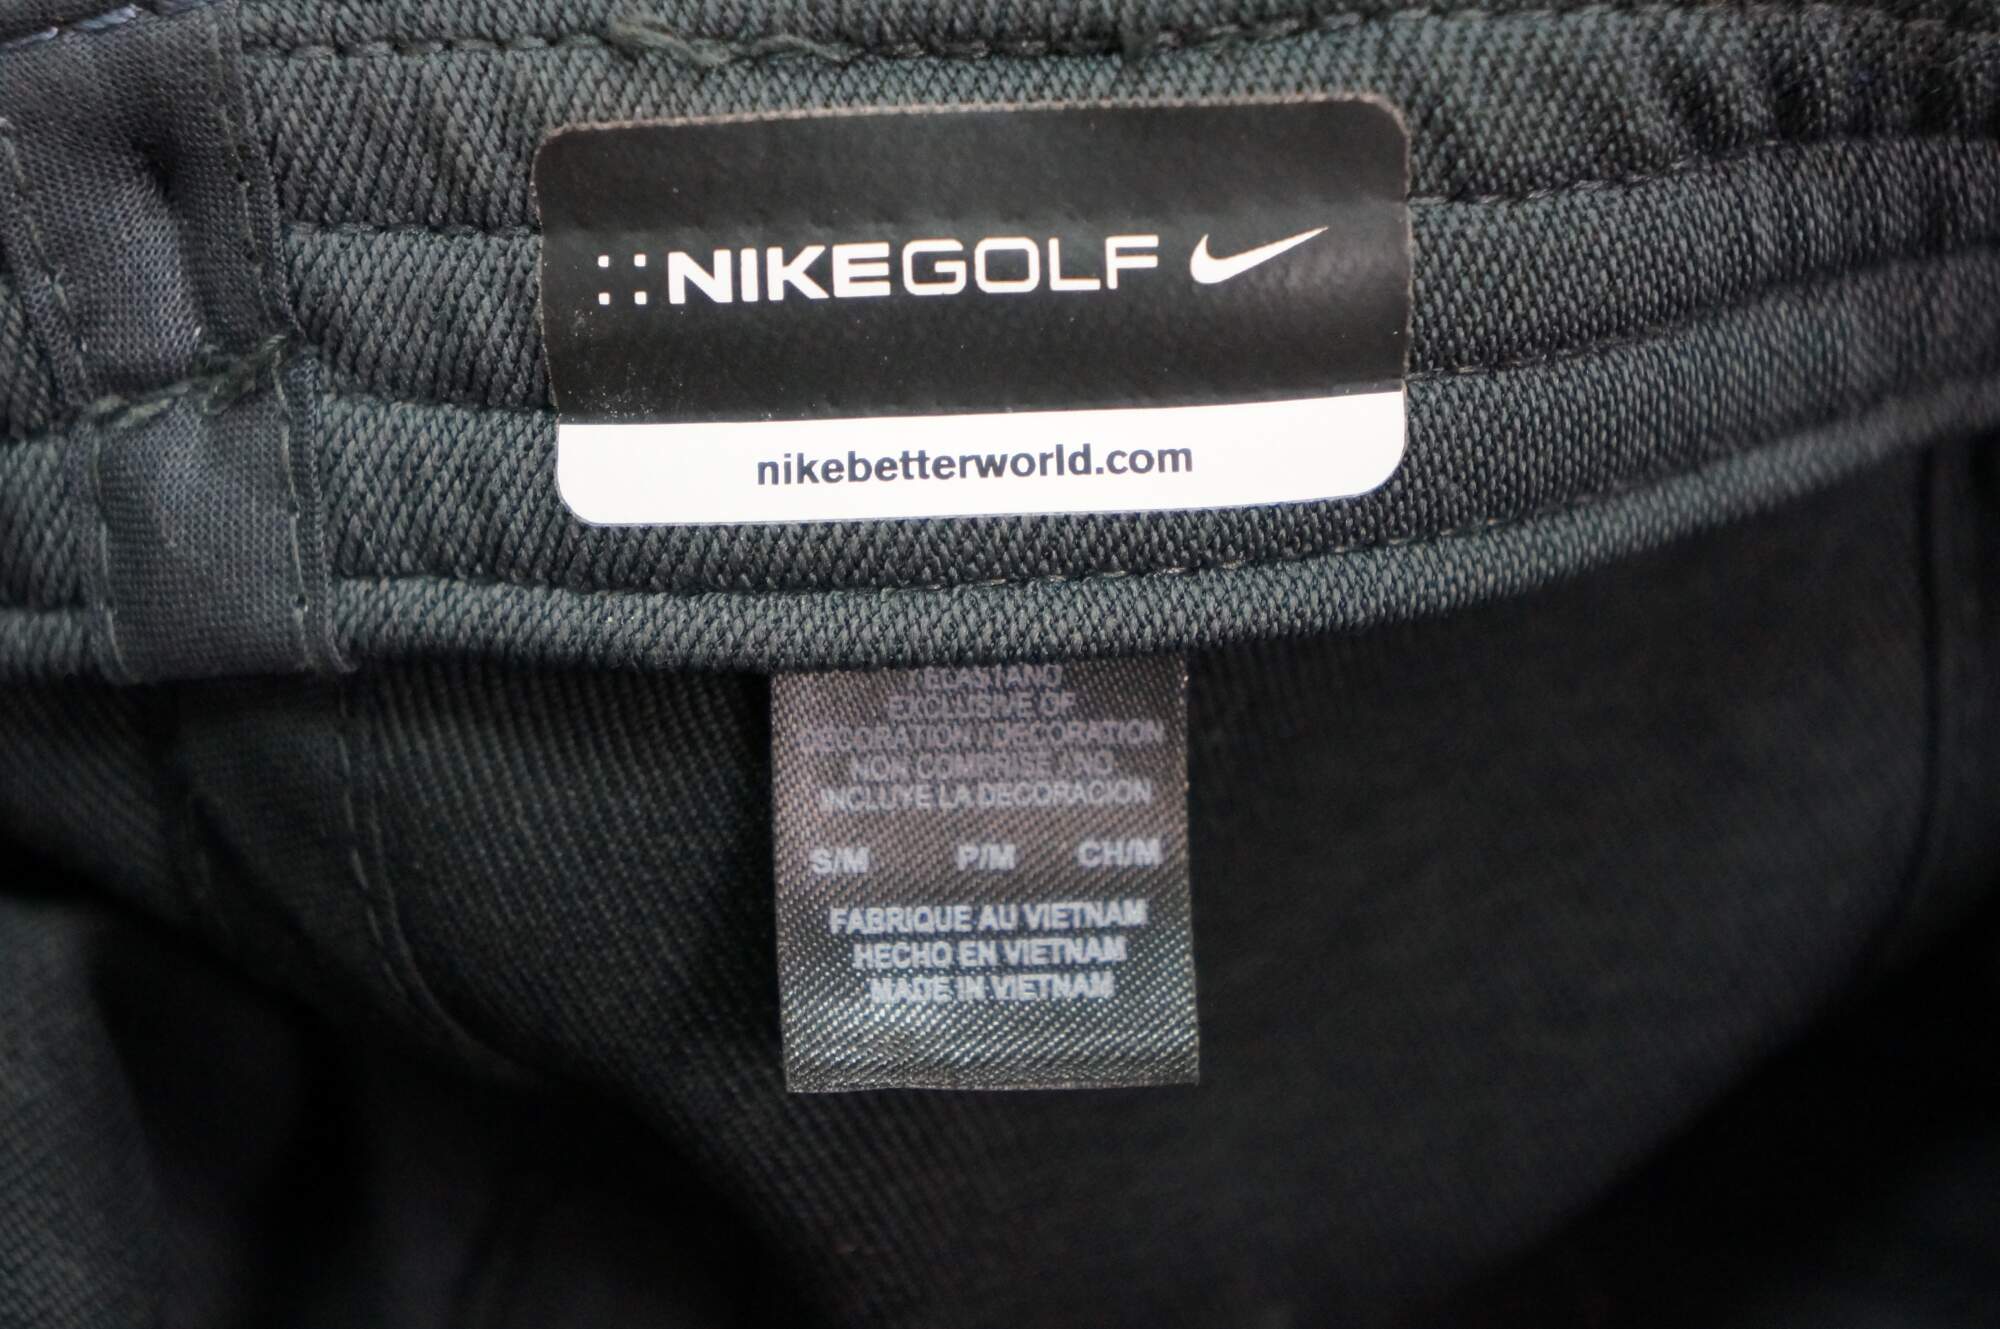 ::NIKEGOLF
nikebetterworld.com
/ ELASTANO
EXCLUSIVE OF
DECORATION / DECORATION
NON COMPRISE / NO
INCLUYE LA DECORACION
S/M P/M CH/M
FABRIQUE AU VIETNAM
HECHO EN VIETNAM
MADE IN VIETNAM